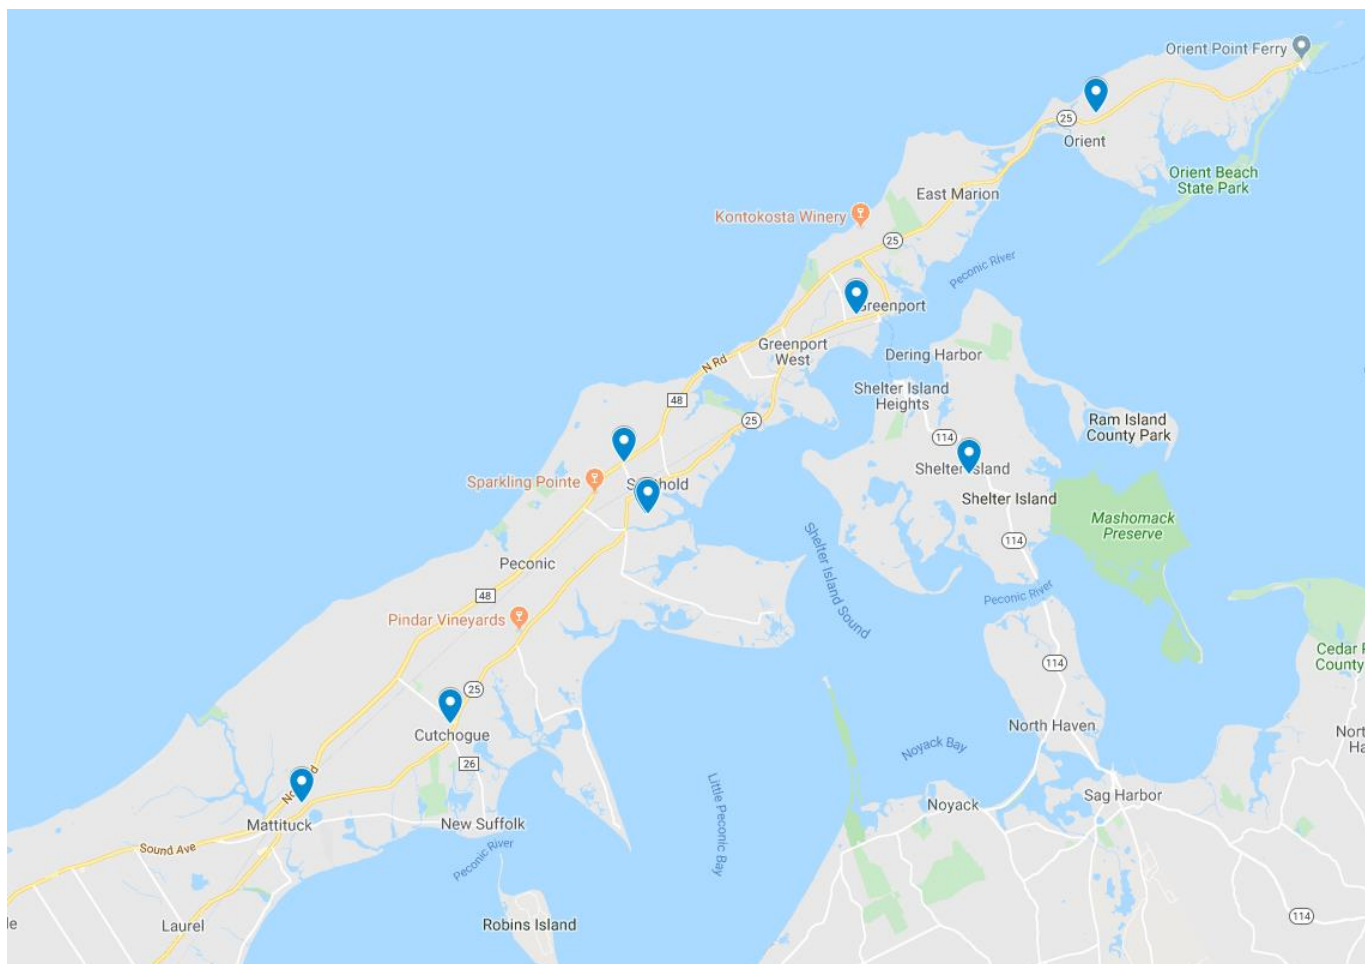 Orient Point Ferry
25
Orient
Orient Beach
State Park
East Marion
Kontokosta Winery
25
Peconic River
Greenport
Greenport
West
Dering Harbor
N Rd
Shelter Island
Heights
48
25
Ram Island
County Park
114
Shelter Island
Sparkling Pointe
Southold
Shelter Island
Mashomack
Preserve
114
Peconic
Shelter Island Sound
48
Peconic River
Pindar Vineyards
Cedar
County
114
25
North Haven
Cutchogue
Noyack Bay
26
Little Peconic Bay
Sag Harbor
Noyack
Mattituck
New Suffolk
Sound Ave
Peconic River
Laurel
Robins Island
114